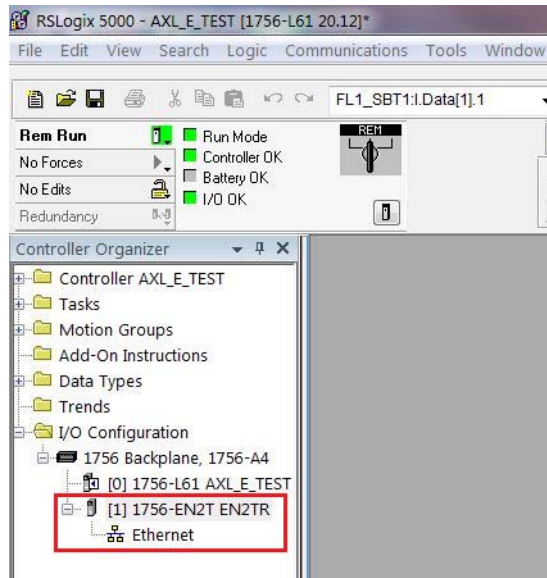 RSLogix 5000 - AXL_E_TEST [1756-L61 20.12]*
File Edit View Search Logic Communications Tools Window
FL1_SBT1:I.Data[1].1
Rem Run
Run Mode
REM
No Forces
Controller OK
Battery OK
No Edits
I/O OK
Redundancy
Controller Organizer
Controller AXL_E_TEST
Tasks
Motion Groups
Add-On Instructions
Data Types
Trends
I/O Configuration
1756 Backplane, 1756-A4
[0] 1756-L61 AXL_E_TEST
[1] 1756-EN2T EN2TR
Ethernet